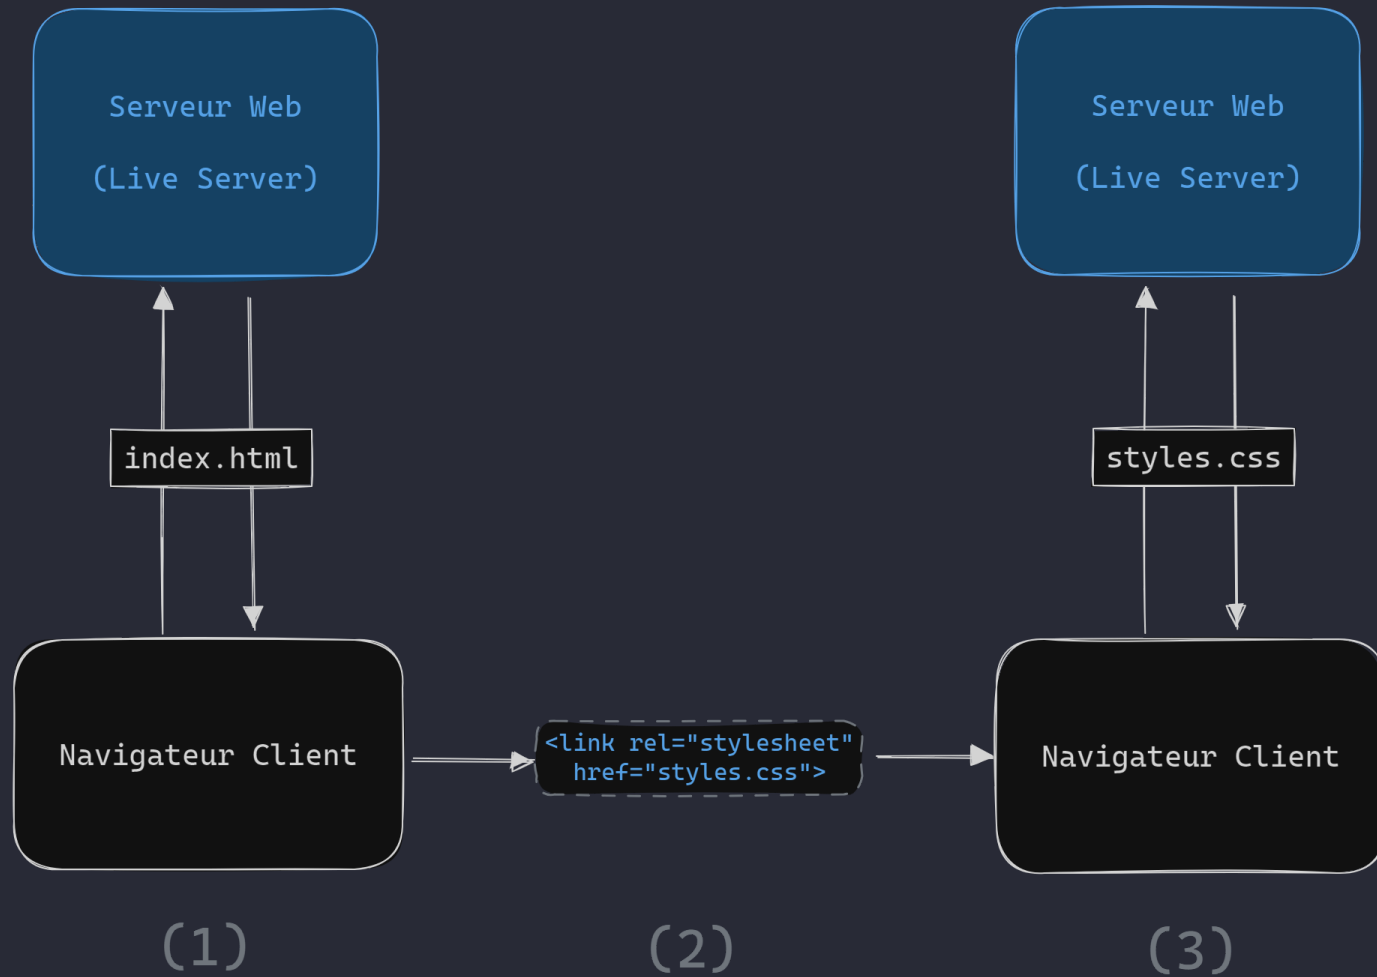 Serveur Web
(Live Server)
Serveur Web
(Live Server)
index.html
styles.css
Navigateur Client
<link rel="stylesheet"
href="styles.css">
Navigateur Client
(1)
(2)
(3)